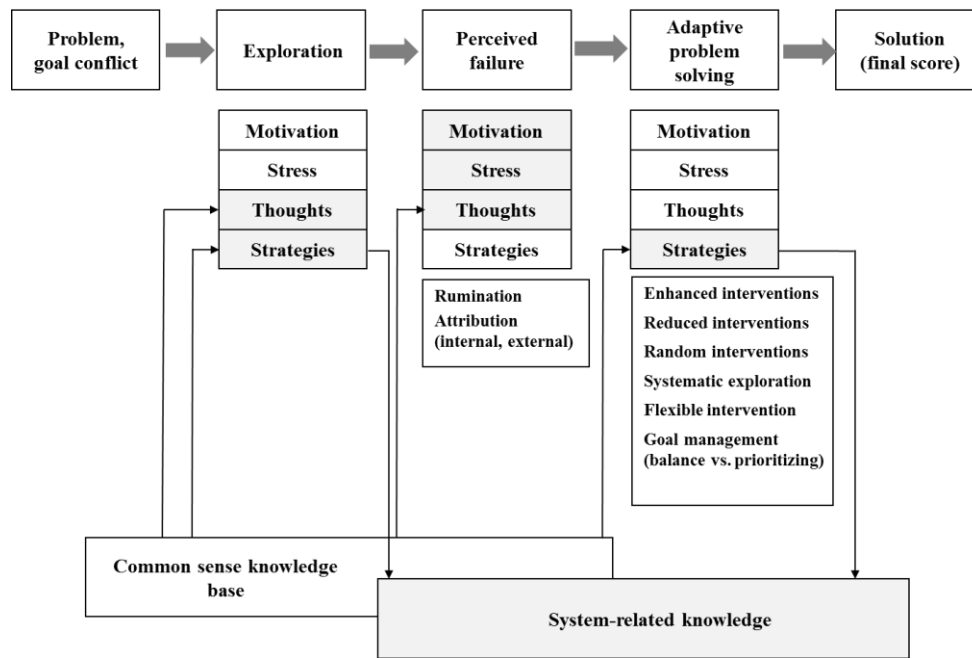 Problem,
goal conflict
Exploration
Perceived
failure
Adaptive
problem
solving
Solution
(final score)
Motivation
Stress
Thoughts
Strategies
Motivation
Stress
Thoughts
Strategies
Rumination
Attribution
(internal, external)
Motivation
Stress
Thoughts
Strategies
Enhanced interventions
Reduced interventions
Random interventions
Systematic exploration
Flexible intervention
Goal management
(balance vs. prioritizing)
Common sense knowledge
base
System-related knowledge